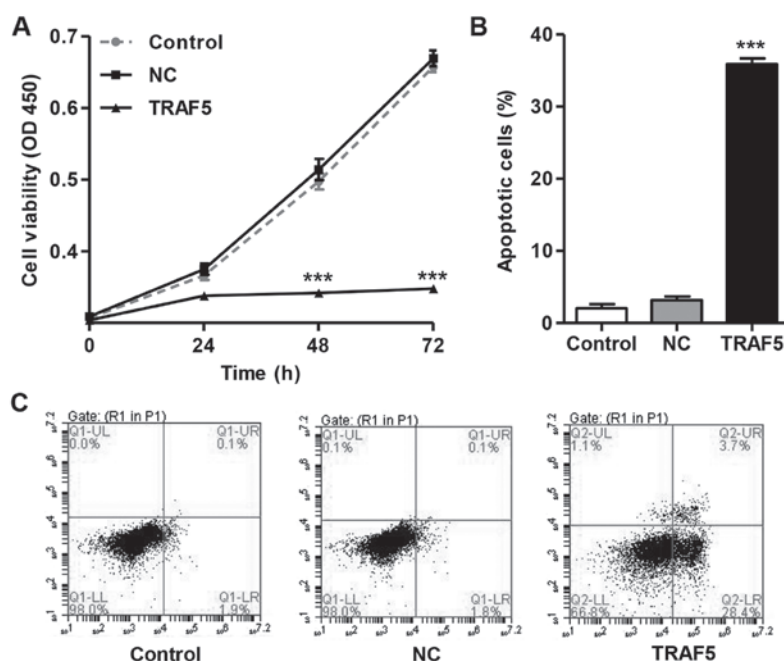 A
Cell viability (OD 450)
0.7
0.6
0.5
0.4
Control
NC
TRAF5
***
***
0
24
48
72
Time (h)
B
Apoptotic cells (%)
40
30
20
10
0
***
Control
NC
TRAF5
C
Gate: (R1 in P1)
Q1-UL
0.0%
Q1-UR
0.1%
Q1-LL
98.0%
Q1-LR
1.9%
Control
Gate: (R1 in P1)
Q1-UL
0.1%
Q1-UR
0.1%
Q1-LL
98.0%
Q1-LR
1.8%
NC
Gate: (R1 in P1)
Q2-UL
1.1%
Q2-UR
3.7%
Q2-LL
66.8%
Q2-LR
28.4%
TRAF5